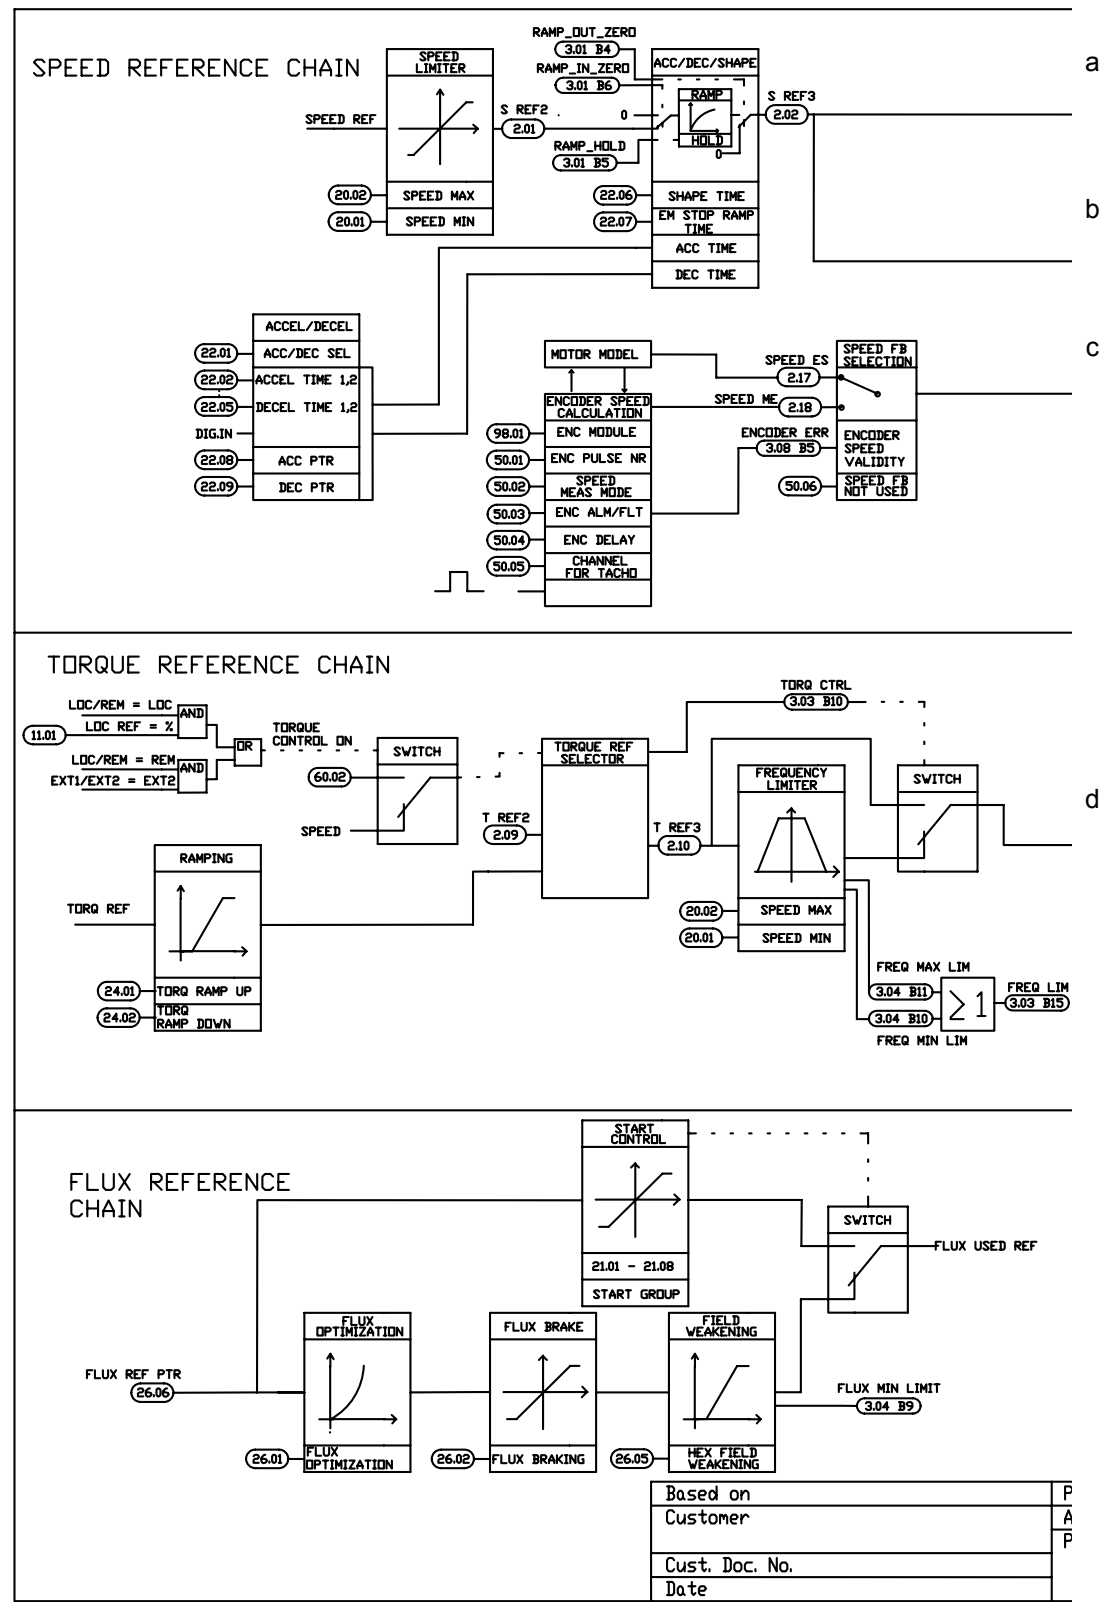 SPEED REFERENCE CHAIN
SPEED
LIMITER
SPEED REF
S REF2
2.01
20.02
SPEED MAX
20.01
SPEED MIN
RAMP_OUT_ZERO
3.01 B4
RAMP_IN_ZERO
3.01 B6
0
RAMP_HOLD
3.01 B5
ACC/DEC/SHAPE
RAMP
HOLD
0
S REF3
2.02
22.06
SHAPE TIME
22.07
EM STOP RAMP
TIME
ACC TIME
DEC TIME
a
b
c
ACCEL/DECEL
22.01
ACC/DEC SEL
22.02
ACCEL TIME 1,2
22.05
DECEL TIME 1,2
DIG.IN
22.08
ACC PTR
22.09
DEC PTR
MOTOR MODEL
ENCODER SPEED
CALCULATION
98.01
ENC MODULE
50.01
ENC PULSE NR
50.02
SPEED
MEAS MODE
50.03
ENC ALM/FLT
50.04
ENC DELAY
50.05
CHANNEL
FOR TACHO
SPEED ES
2.17
SPEED ME
2.18
ENCODER ERR
3.08 B5
50.06
SPEED FB
SELECTION
ENCODER
SPEED
VALIDITY
SPEED FB
NOT USED
TORQUE REFERENCE CHAIN
LOC/REM = LOC
AND
11.01
LOC REF = %
LOC/REM = REM
AND
EXT1/EXT2 = EXT2
OR
TORQUE
CONTROL ON
60.02
SPEED
SWITCH
TORQUE REF
SELECTOR
T REF2
2.09
T REF3
2.10
TORQ CTRL
3.03 B10
FREQUENCY
LIMITER
20.02
SPEED MAX
20.01
SPEED MIN
SWITCH
d
RAMPING
TORQ REF
24.01
TORQ RAMP UP
24.02
TORQ
RAMP DOWN
FREQ MAX LIM
3.04 B11
3.04 B10
FREQ MIN LIM
∑ 1
FREQ LIM
3.03 B15
FLUX REFERENCE
CHAIN
START
CONTROL
21.01 - 21.08
START GROUP
SWITCH
FLUX USED REF
FLUX REF PTR
26.06
FLUX
OPTIMIZATION
26.01
FLUX
OPTIMIZATION
FLUX BRAKE
26.02
FLUX BRAKING
FIELD
WEAKENING
26.05
HEX FIELD
WEAKENING
FLUX MIN LIMIT
3.04 B9
Based on
P
Customer
A
P
Cust. Doc. No.
Date